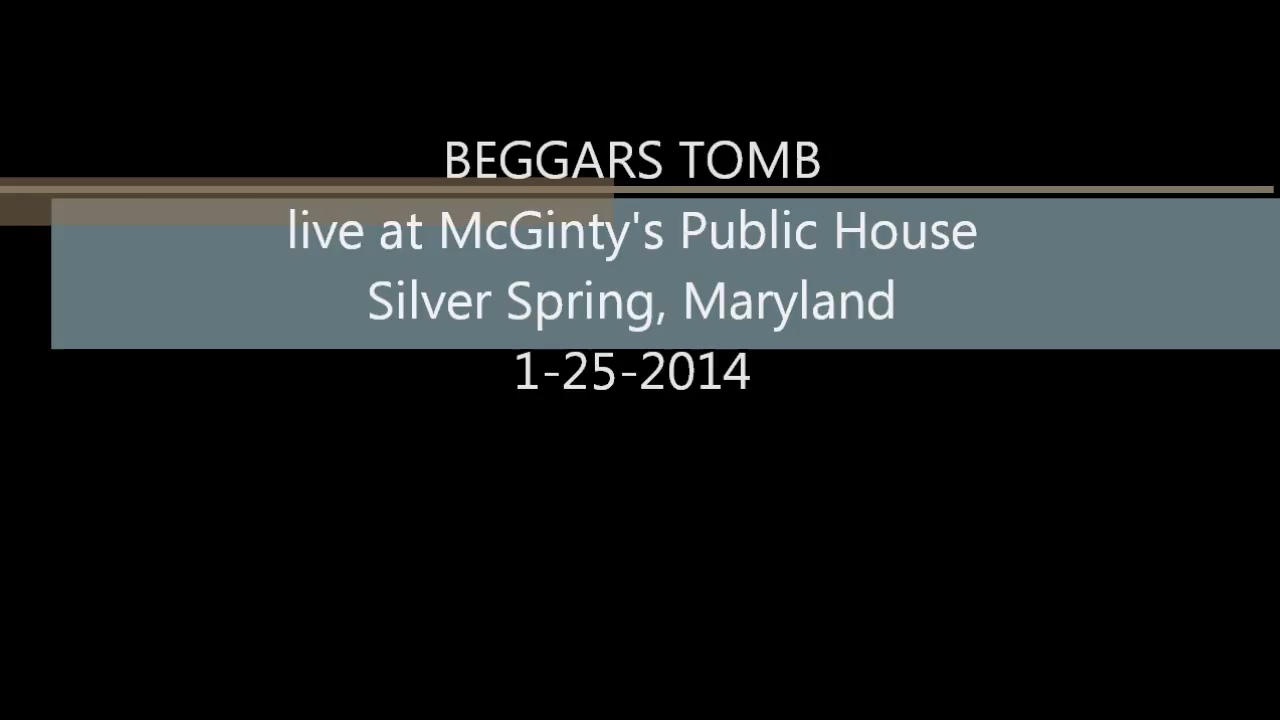 BEGGARS TOMB
live at McGinty's Public House
Silver Spring, Maryland
1-25-2014